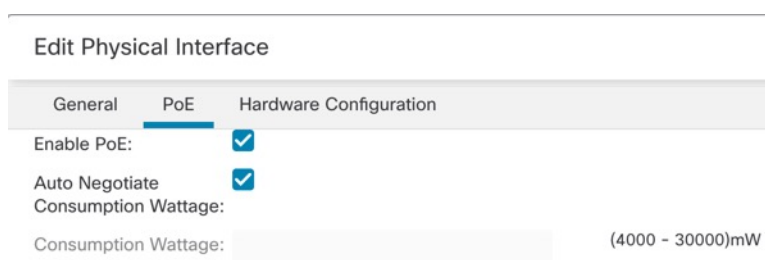 Edit Physical Interface
General PoE Hardware Configuration
Enable PoE:
Auto Negotiate
Consumption Wattage:
Consumption Wattage: (4000 - 30000)mW